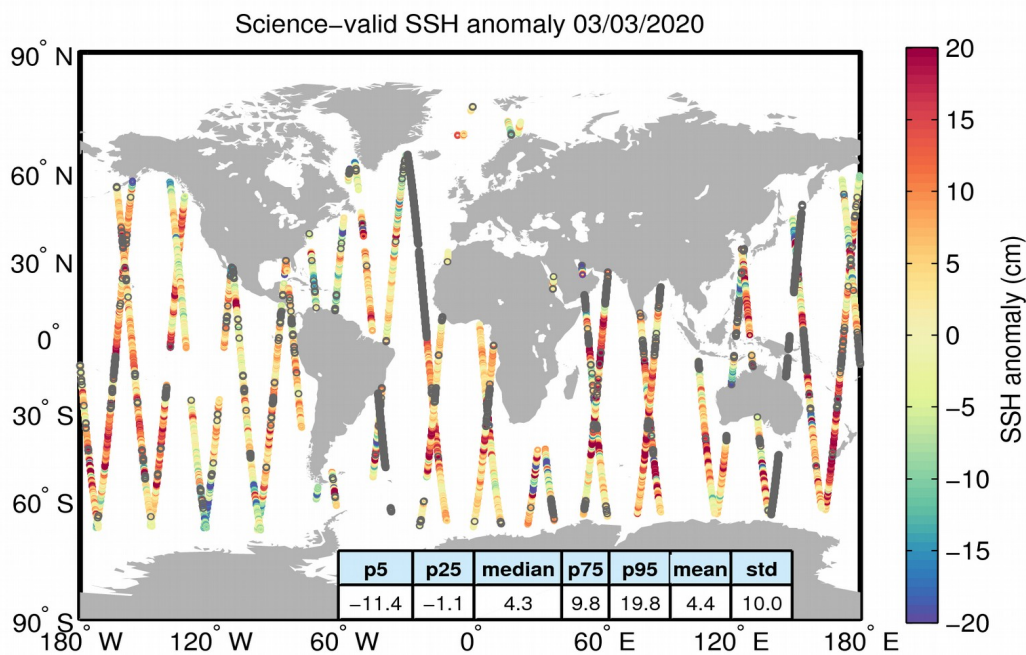 Science−valid SSH anomaly 03/03/2020
90° N
60° N
30° N
0°
30° S
60° S
90° S
180° W
120° W
60° W
0°
60° E
120° E
180° E
p5 p25 median p75 p95 mean std
−11.4 −1.1 4.3 9.8 19.8 4.4 10.0
20
15
10
5
0
−5
−10
−15
−20
SSH anomaly (cm)